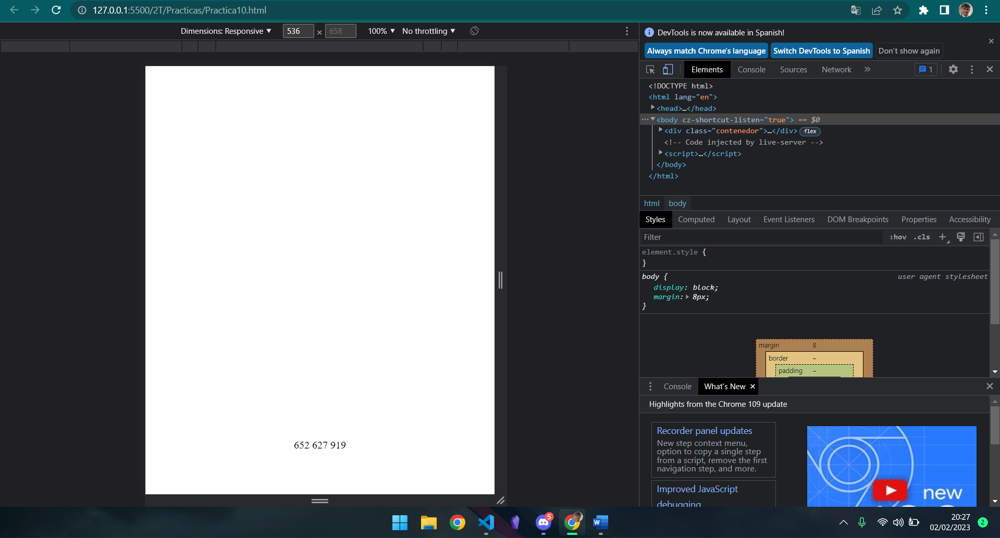 127.0.0.1:5500/2T/Practicas/Practica10.html
Dimensions: Responsive ▼ 536 × 658 100% ▼ No throttling ▼
DevTools is now available in Spanish!
Always match Chrome's language Switch DevTools to Spanish Don't show again
Elements Console Sources Network » 1
<!DOCTYPE html>
<html lang="en">
<head>…</head>
<body cz-shortcut-listen="true"> == $0
<div class="contenedor">…</div> flex
<!-- Code injected by live-server -->
<script>…</script>
</body>
</html>
html body
Styles Computed Layout Event Listeners DOM Breakpoints Properties Accessibility
Filter :hov .cls
element.style {
}
body { user agent stylesheet
display: block;
margin: 8px;
}
margin 8
border –
padding –
Console What's New
Highlights from the Chrome 109 update
Recorder panel updates
New step context menu,
option to copy a single step
from a script, remove the first
navigation step, and more.
Improved JavaScript
debugging
new
652 627 919
5
W
20:27
02/02/2023
2